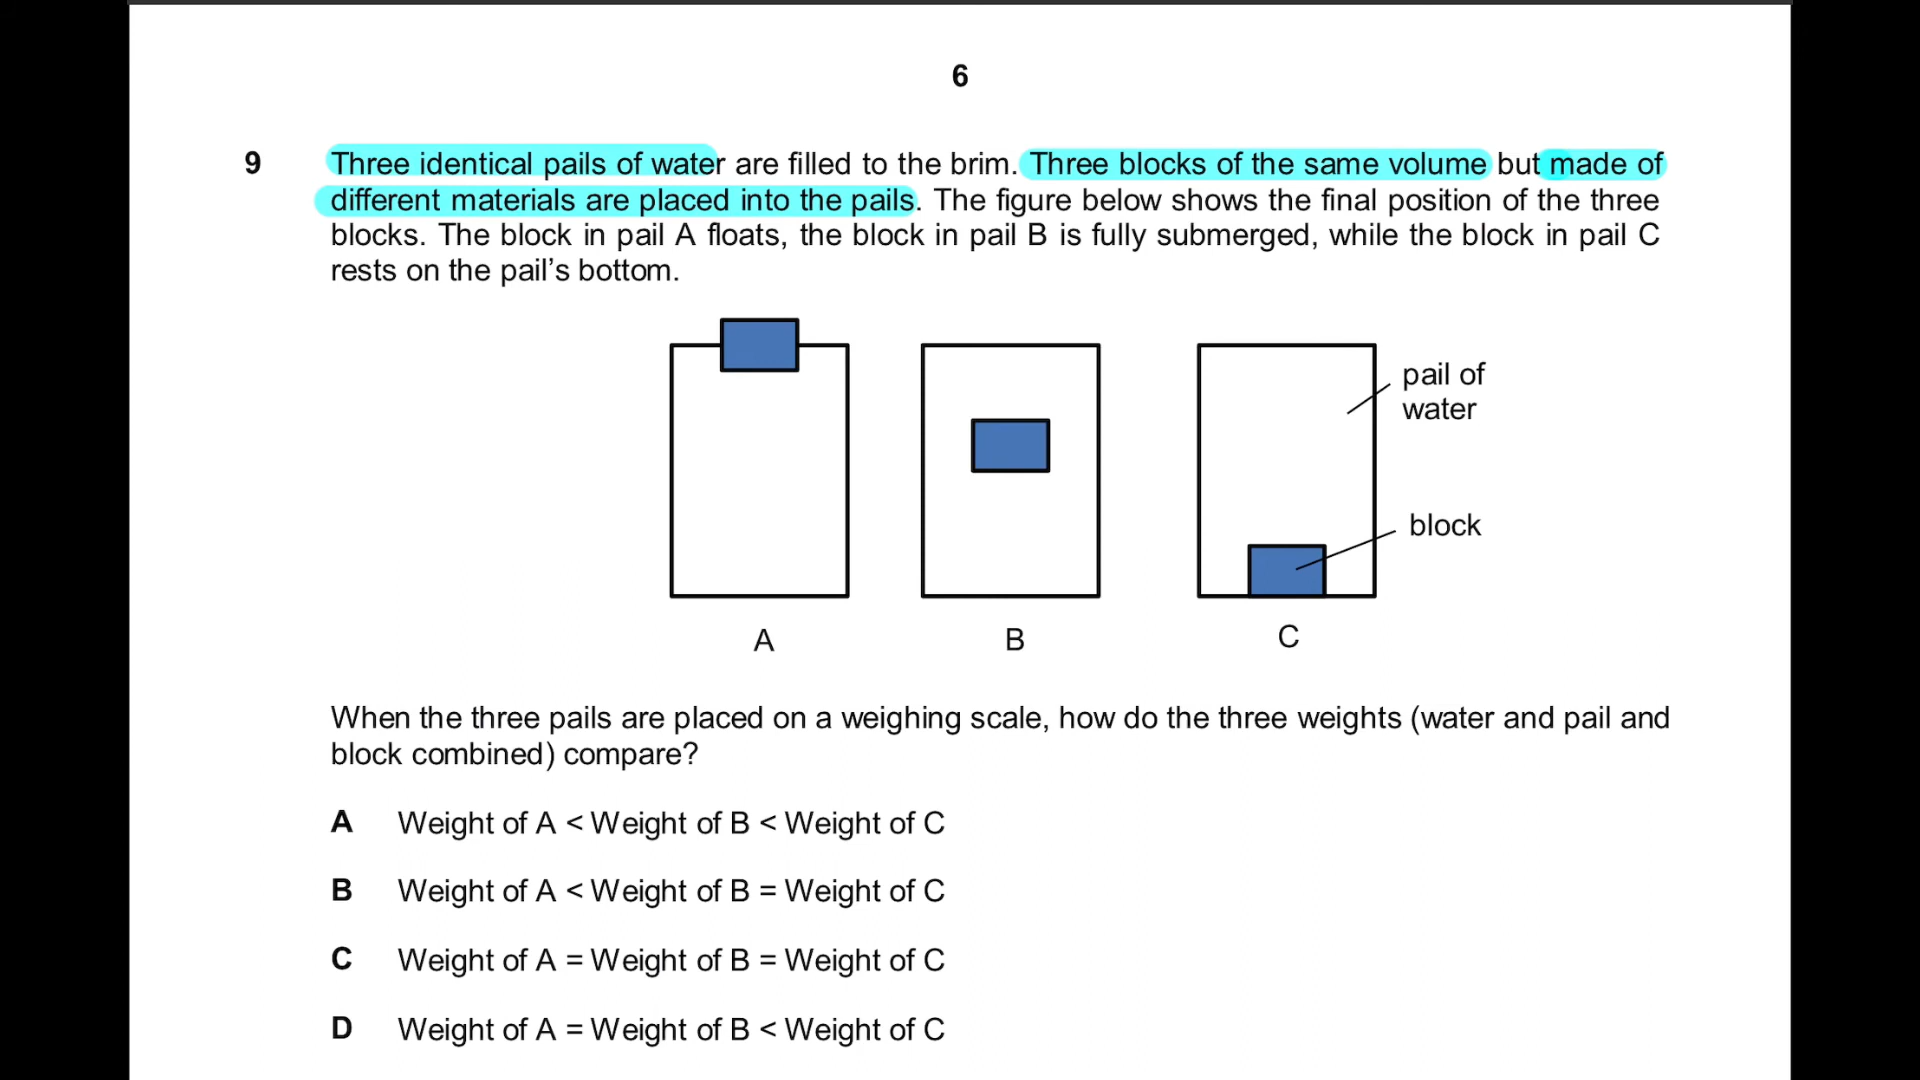 6
9 Three identical pails of water are filled to the brim. Three blocks of the same volume but made of
different materials are placed into the pails. The figure below shows the final position of the three
blocks. The block in pail A floats, the block in pail B is fully submerged, while the block in pail C
rests on the pail’s bottom.
pail of
water
block
A B C
When the three pails are placed on a weighing scale, how do the three weights (water and pail and
block combined) compare?
A Weight of A < Weight of B < Weight of C
B Weight of A < Weight of B = Weight of C
C Weight of A = Weight of B = Weight of C
D Weight of A = Weight of B < Weight of C